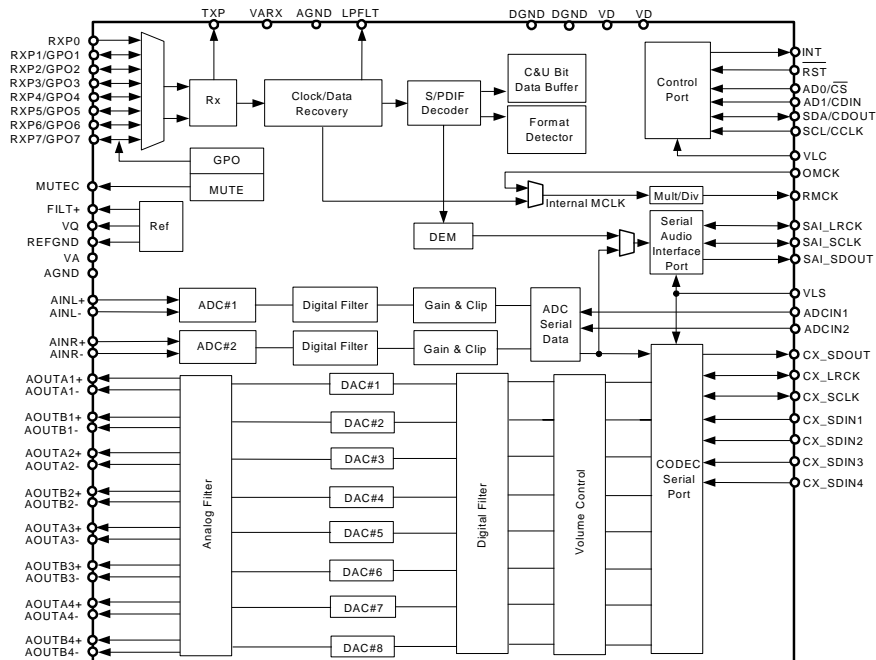 TXP
VARX
AGND
LPFLT
DGND
DGND
VD
VD
RXP0
RXP1/GPO1
RXP2/GPO2
RXP3/GPO3
RXP4/GPO4
RXP5/GPO5
RXP6/GPO6
RXP7/GPO7
Rx
Clock/Data
Recovery
S/PDIF
Decoder
C&U Bit
Data Buffer
Format
Detector
Control
Port
INT
RST
AD0/CS
AD1/CDIN
SDA/CDOUT
SCL/CCLK
VLC
OMCK
GPO
MUTE
MUTEC
Internal MCLK
Mult/Div
RMCK
FILT+
VQ
REFGND
VA
AGND
Ref
DEM
Serial
Audio
Interface
Port
SAI_LRCK
SAI_SCLK
SAI_SDOUT
VLS
AINL+
AINL-
ADC#1
Digital Filter
Gain & Clip
ADC
Serial
Data
ADCIN1
ADCIN2
AINR+
AINR-
ADC#2
Digital Filter
Gain & Clip
CX_SDOUT
CX_LRCK
CX_SCLK
CX_SDIN1
CX_SDIN2
CX_SDIN3
CX_SDIN4
AOUTA1+
AOUTA1-
AOUTB1+
AOUTB1-
AOUTA2+
AOUTA2-
AOUTB2+
AOUTB2-
AOUTA3+
AOUTA3-
AOUTB3+
AOUTB3-
AOUTA4+
AOUTA4-
AOUTB4+
AOUTB4-
Analog Filter
DAC#1
DAC#2
DAC#3
DAC#4
DAC#5
DAC#6
DAC#7
DAC#8
Digital Filter
Volume Control
CODEC
Serial
Port